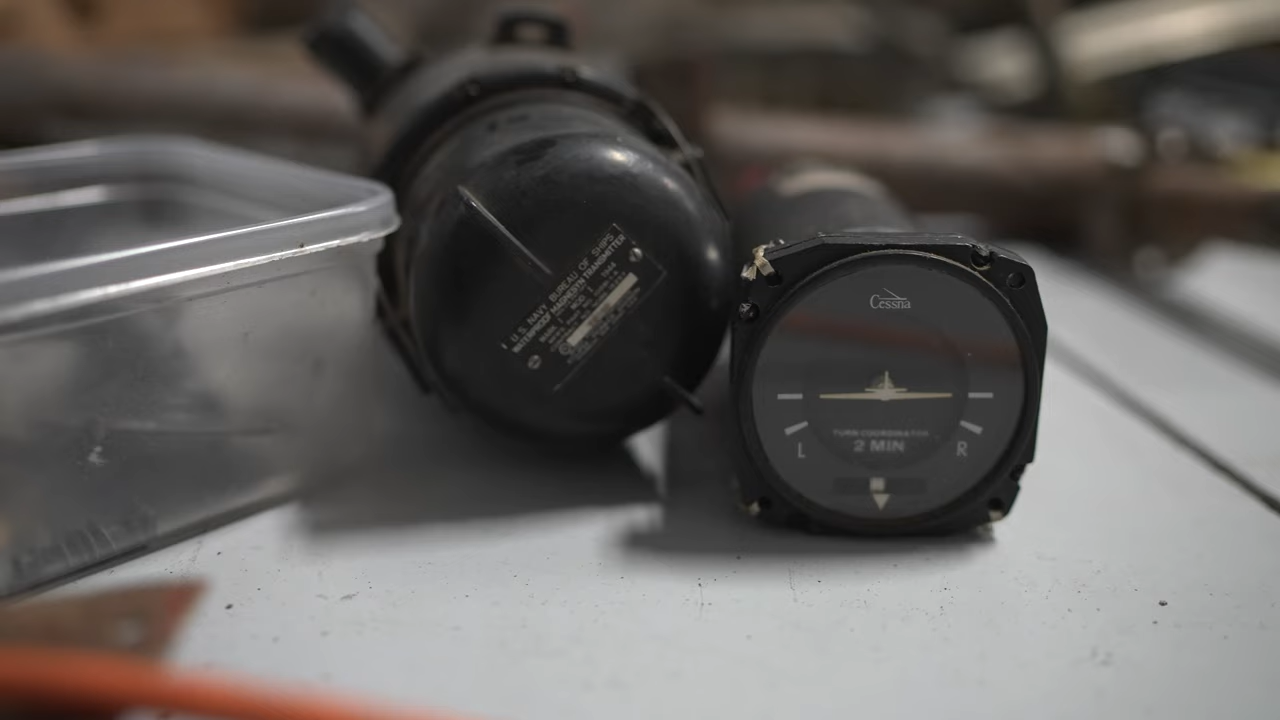 U.S. NAVY BUREAU OF SHIPS
WATERPROOF MAGNESYN TRANSMITTER
Cessna
TURN COORDINATOR
2 MIN
L
R